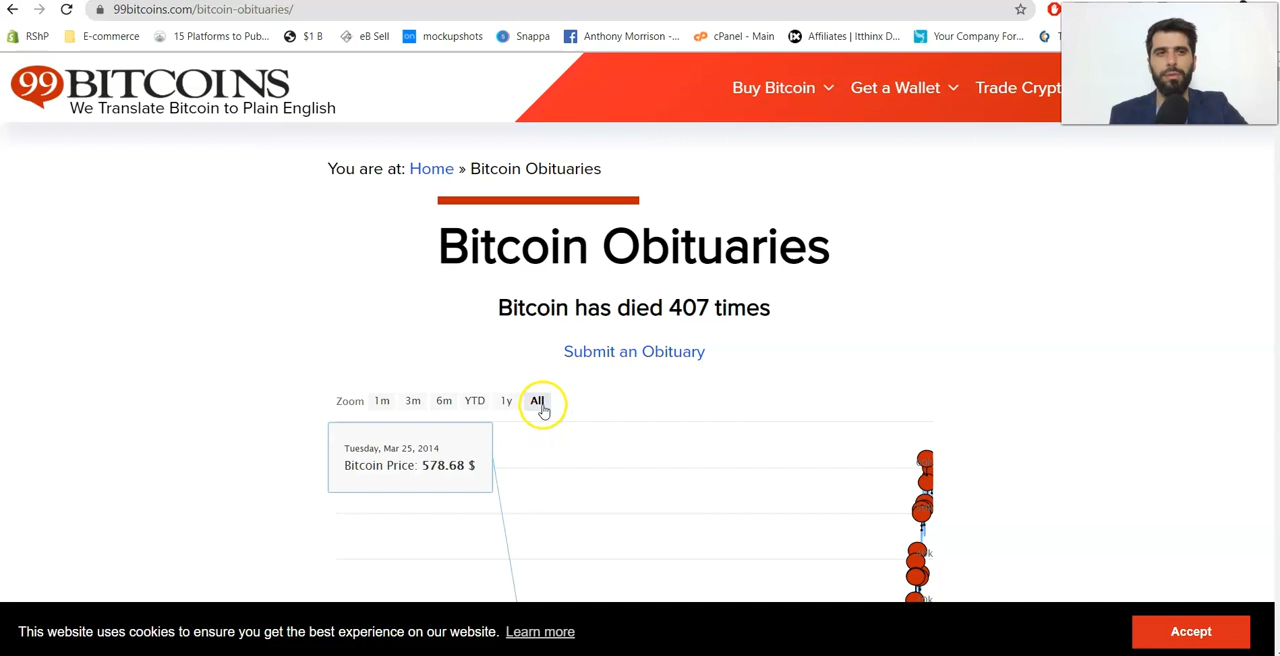 99bitcoins.com/bitcoin-obituaries/
RShP E-commerce 15 Platforms to Pub... $1 B eB Sell on mockupshots Snappa Anthony Morrison -... cP cPanel - Main Affiliates | Itthinx D... Your Company For...
99 BITCOINS
We Translate Bitcoin to Plain English
Buy Bitcoin Get a Wallet Trade Crypt
You are at: Home » Bitcoin Obituaries
Bitcoin Obituaries
Bitcoin has died 407 times
Submit an Obituary
Zoom 1m 3m 6m YTD 1y All
Tuesday, Mar 25, 2014
Bitcoin Price: 578.68 $
This website uses cookies to ensure you get the best experience on our website. Learn more
Accept